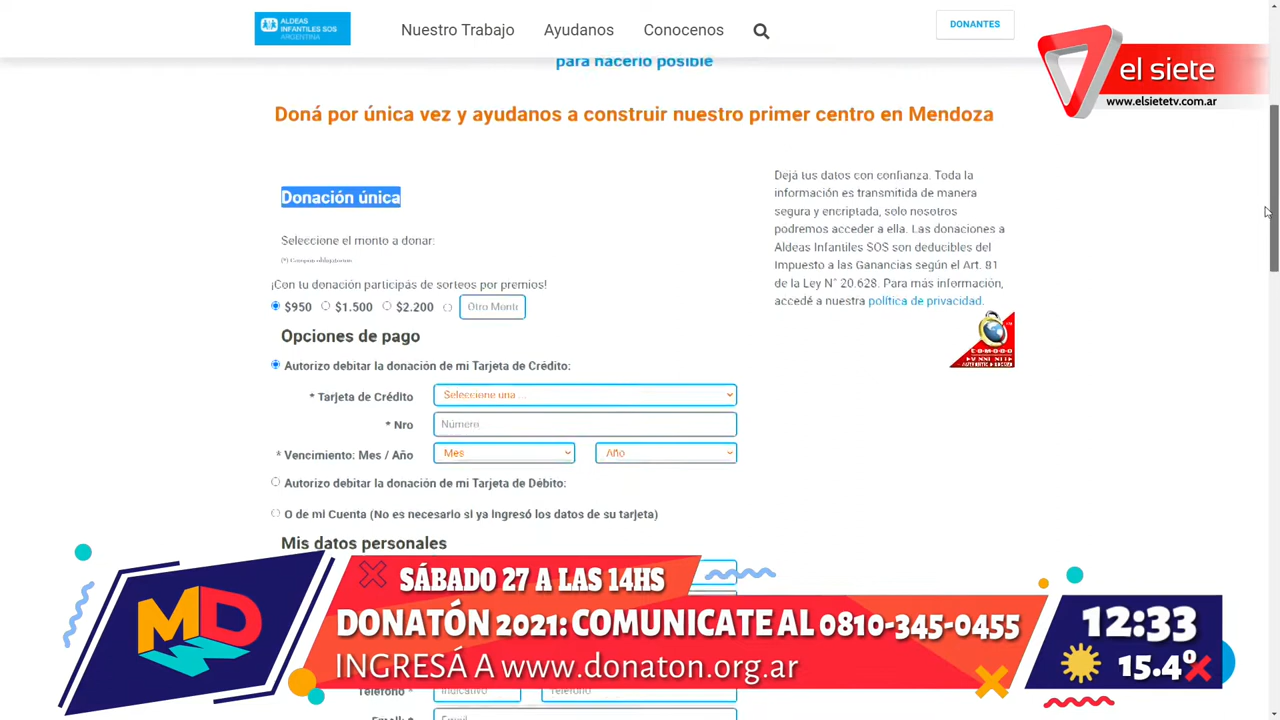 ALDEAS
INFANTILES SOS
ARGENTINA
Nuestro Trabajo
Ayudanos
Conocenos
DONANTES
el siete
www.elsietetv.com.ar
para hacerlo posible
Doná por única vez y ayudanos a construir nuestro primer centro en Mendoza
Donación única
Seleccione el monto a donar:
(*) Campos obligatorios
¡Con tu donación participás de sorteos por premios!
$950
$1.500
$2.200
Otro Monto
Opciones de pago
Autorizo debitar la donación de mi Tarjeta de Crédito:
* Tarjeta de Crédito
Seleccione una ...
* Nro
Número
* Vencimiento: Mes / Año
Mes
Año
Autorizo debitar la donación de mi Tarjeta de Débito:
O de mi Cuenta (No es necesario si ya ingresó los datos de su tarjeta)
Mis datos personales
Dejá tus datos con confianza. Toda la
información es transmitida de manera
segura y encriptada, solo nosotros
podremos acceder a ella. Las donaciones a
Aldeas Infantiles SOS son deducibles del
Impuesto a las Ganancias según el Art. 81
de la Ley N° 20.628. Para más información,
accedé a nuestra política de privacidad.
MD
SÁBADO 27 A LAS 14HS
DONATÓN 2021: COMUNICATE AL 0810-345-0455
INGRESÁ A www.donaton.org.ar
12:33
15.4º
Teléfono *
Indicativo
Teléfono
Email: *
Email